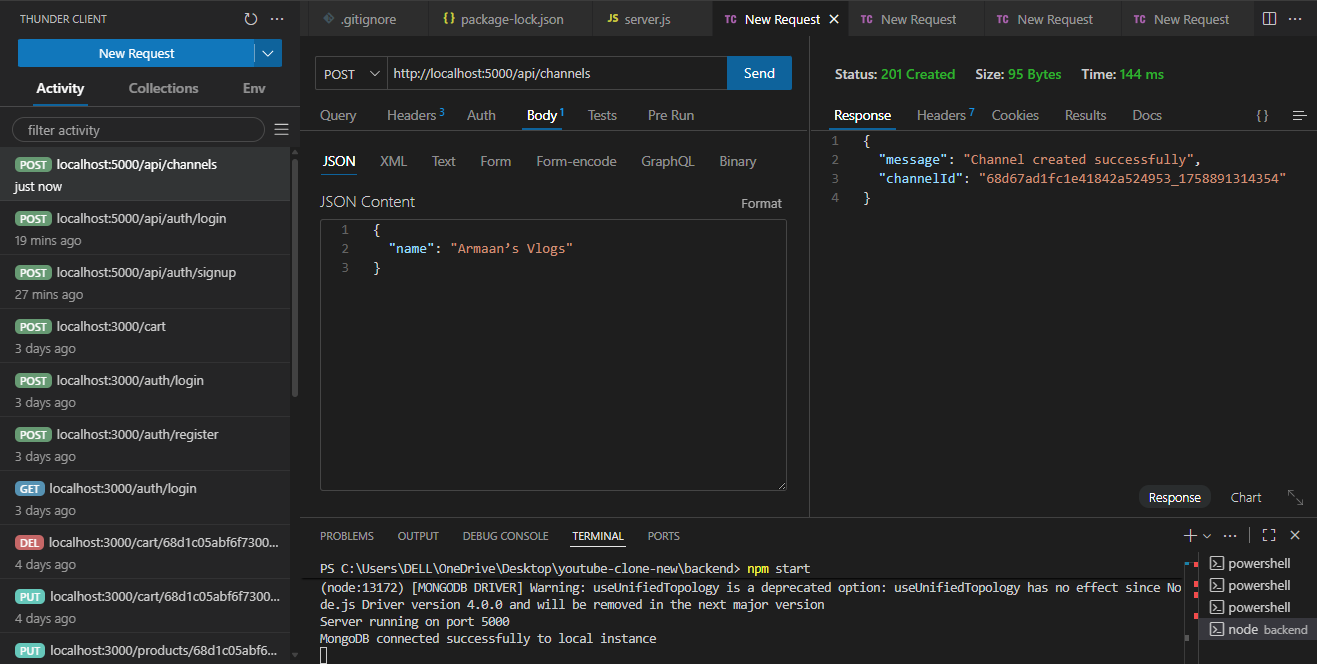 THUNDER CLIENT
New Request
Activity Collections Env
filter activity
POST localhost:5000/api/channels
just now
POST localhost:5000/api/auth/login
19 mins ago
POST localhost:5000/api/auth/signup
27 mins ago
POST localhost:3000/cart
3 days ago
POST localhost:3000/auth/login
3 days ago
POST localhost:3000/auth/register
3 days ago
GET localhost:3000/auth/login
3 days ago
DEL localhost:3000/cart/68d1c05abf6f7300...
4 days ago
PUT localhost:3000/cart/68d1c05abf6f7300...
4 days ago
PUT localhost:3000/products/68d1c05abf6...
.gitignore {} package-lock.json JS server.js TC New Request TC New Request TC New Request TC New Request
POST http://localhost:5000/api/channels Send
Query Headers 3 Auth Body 1 Tests Pre Run
JSON XML Text Form Form-encode GraphQL Binary
JSON Content Format
1 {
2 "name": "Armaan’s Vlogs"
3 }
Status: 201 Created Size: 95 Bytes Time: 144 ms
Response Headers 7 Cookies Results Docs {}
1 {
2 "message": "Channel created successfully",
3 "channelId": "68d67ad1fc1e41842a524953_1758891314354"
4 }
Response Chart
PROBLEMS OUTPUT DEBUG CONSOLE TERMINAL PORTS
PS C:\Users\DELL\OneDrive\Desktop\youtube-clone-new\backend> npm start
(node:13172) [MONGODB DRIVER] Warning: useUnifiedTopology is a deprecated option: useUnifiedTopology has no effect since No
de.js Driver version 4.0.0 and will be removed in the next major version
Server running on port 5000
MongoDB connected successfully to local instance
powershell
powershell
powershell
node backend